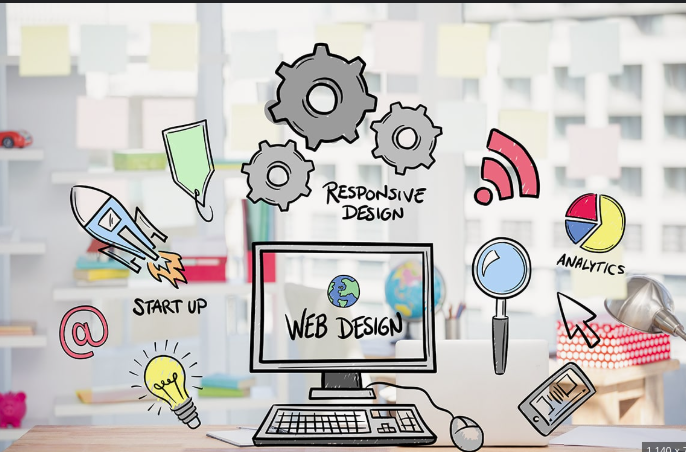 RESPONSIVE
DESIGN
ANALYTICS
START UP
@
WEB DESIGN